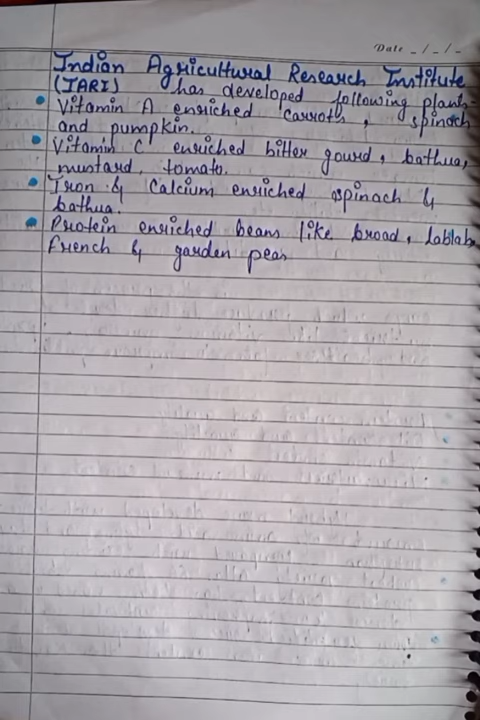 Date _ / _ / _
Indian Agricultural Research Institute
(IARI) has developed following plants-
Vitamin A enriched carrots, spinach
and pumpkin.
Vitamin C enriched bitter gourd, bathua,
mustard, tomato.
Iron & Calcium enriched spinach &
bathua.
Protein enriched beans like broad, lablab,
french & garden peas